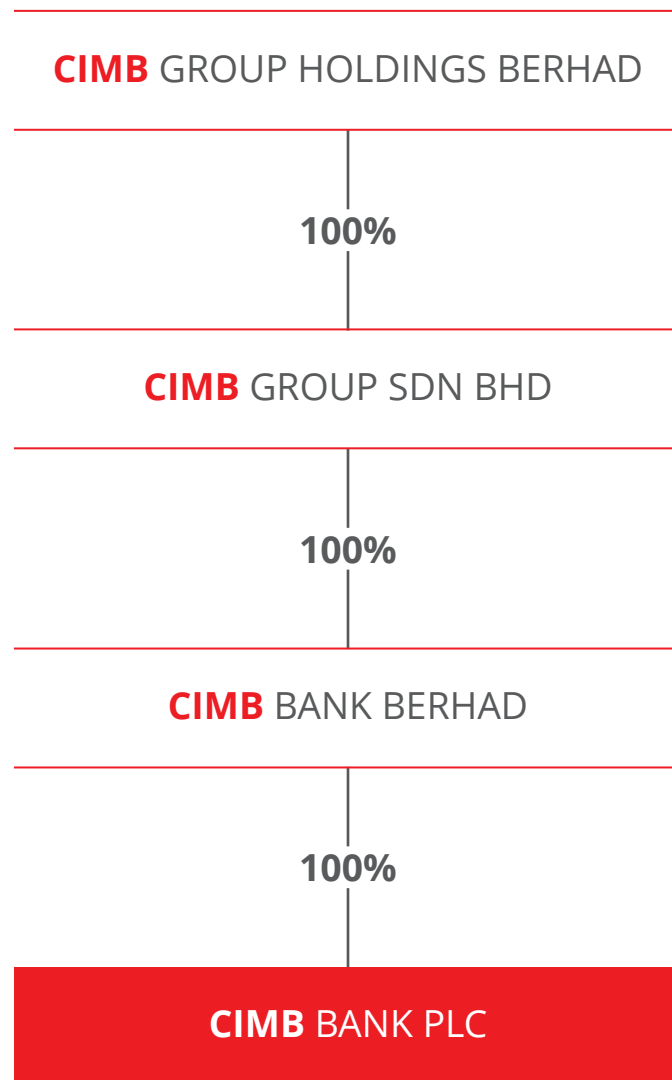 CIMB GROUP HOLDINGS BERHAD
100%
CIMB GROUP SDN BHD
100%
CIMB BANK BERHAD
100%
CIMB BANK PLC